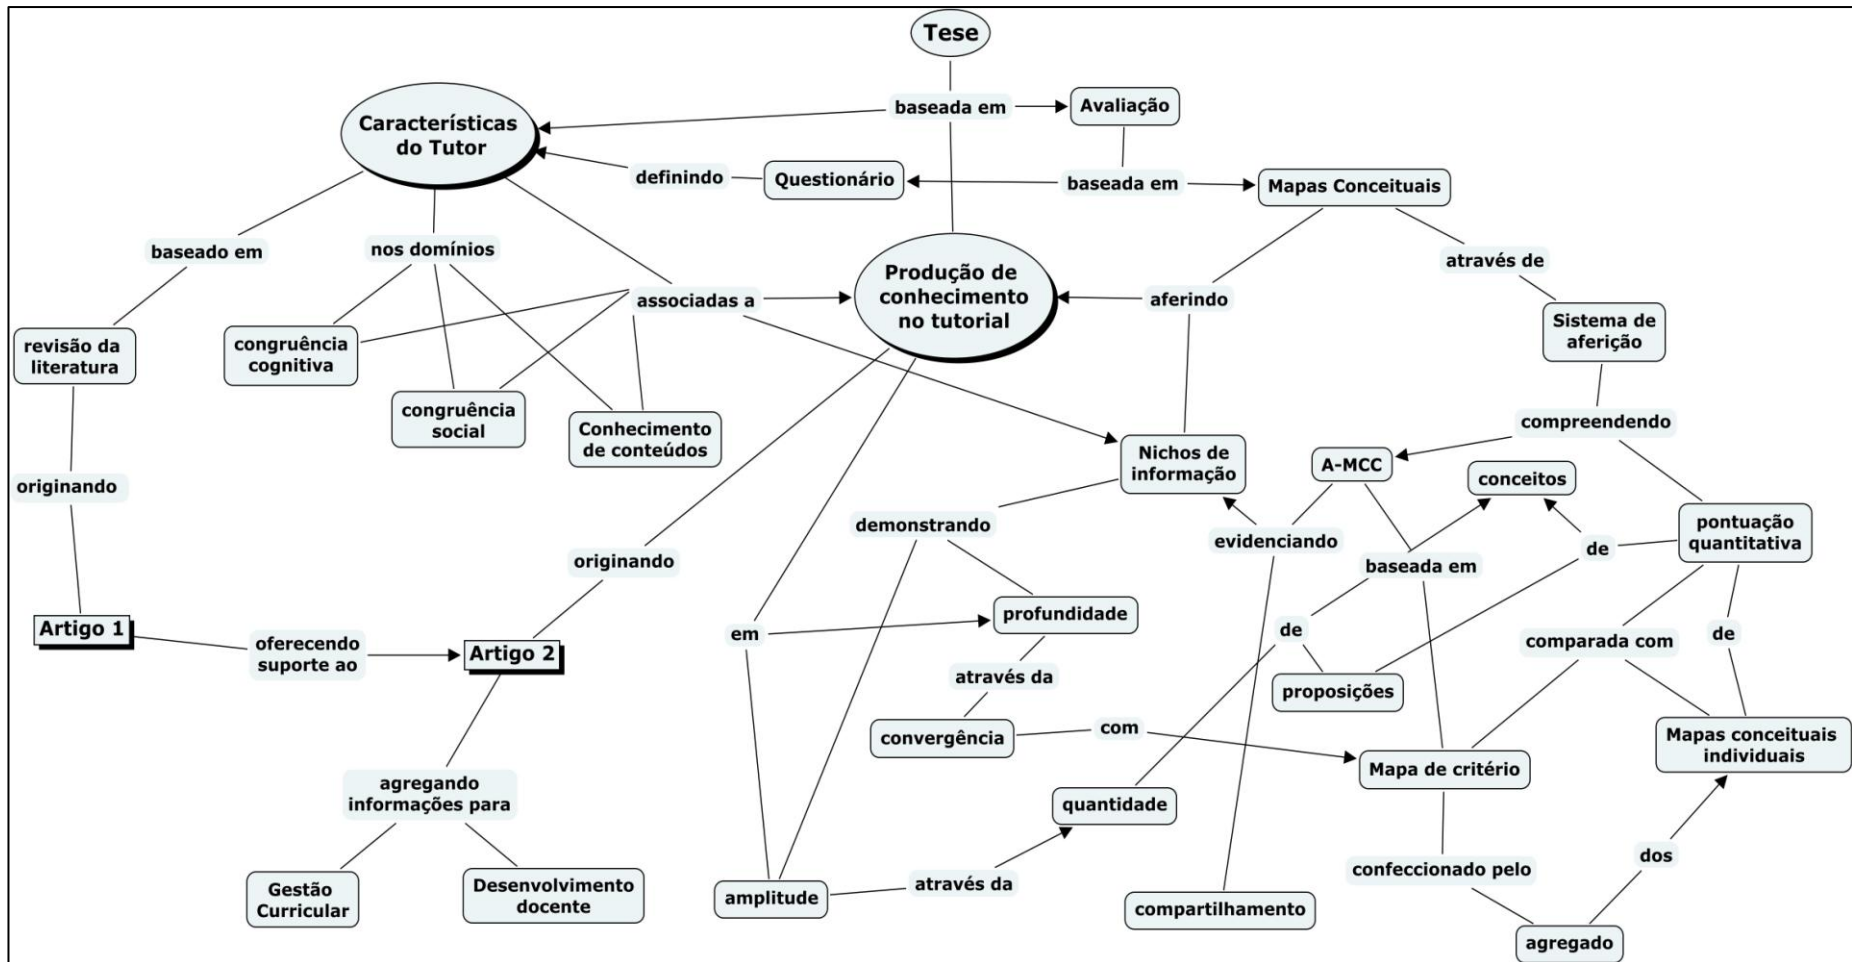 Tese
baseada em
Avaliação
Características
do Tutor
definindo
Questionário
baseada em
Mapas Conceituais
baseado em
nos domínios
associadas a
Produção de
conhecimento
no tutorial
aferindo
através de
Sistema de
aferição
revisão da
literatura
congruência
cognitiva
congruência
social
Conhecimento
de conteúdos
compreendendo
Nichos de
informação
A-MCC
conceitos
originando
demonstrando
evidenciando
pontuação
quantitativa
de
originando
baseada em
profundidade
Artigo 1
oferecendo
suporte ao
Artigo 2
em
de
comparada com
de
através da
proposições
convergência
com
Mapa de critério
Mapas conceituais
individuais
agregando
informações para
quantidade
confeccionado pelo
dos
Gestão
Curricular
Desenvolvimento
docente
amplitude
através da
compartilhamento
agregado